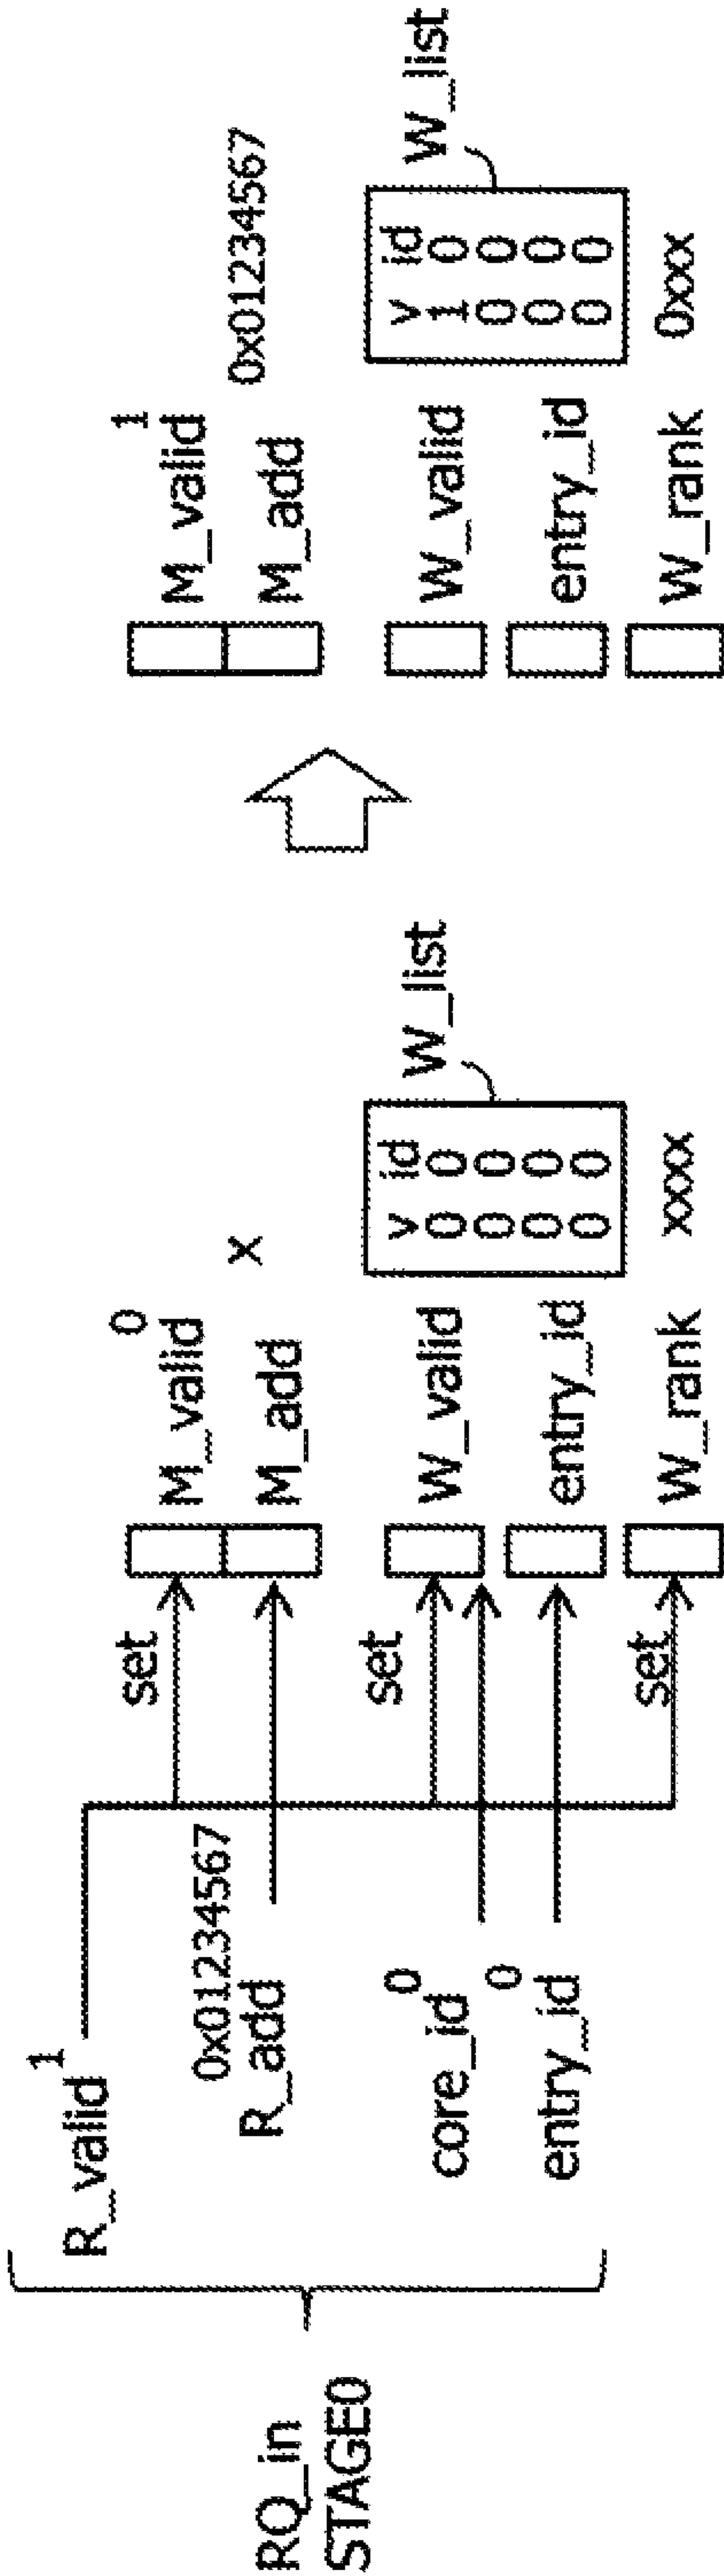 RQ_in
STAGE0
R_valid 1
0x01234567
R_add
core_id 0
entry_id 0
set
set
set
M_valid 0
M_add x
W_valid
entry_id
W_rank xxxx
v id
0 0
0 0
0 0
0 0
W_list
M_valid 1
M_add 0x01234567
W_valid
entry_id
W_rank 0xxx
v id
1 0
0 0
0 0
0 0
W_list